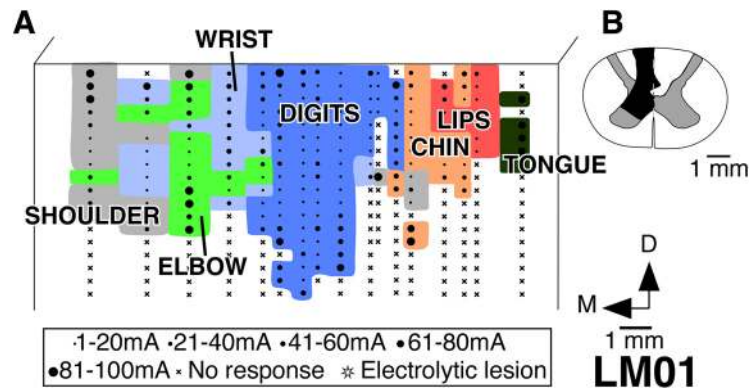 A
B
WRIST
DIGITS
LIPS
CHIN
TONGUE
1 mm
SHOULDER
ELBOW
D
M
1 mm
·1-20mA ·21-40mA •41-60mA •61-80mA
•81-100mA × No response ☼ Electrolytic lesion
LM01